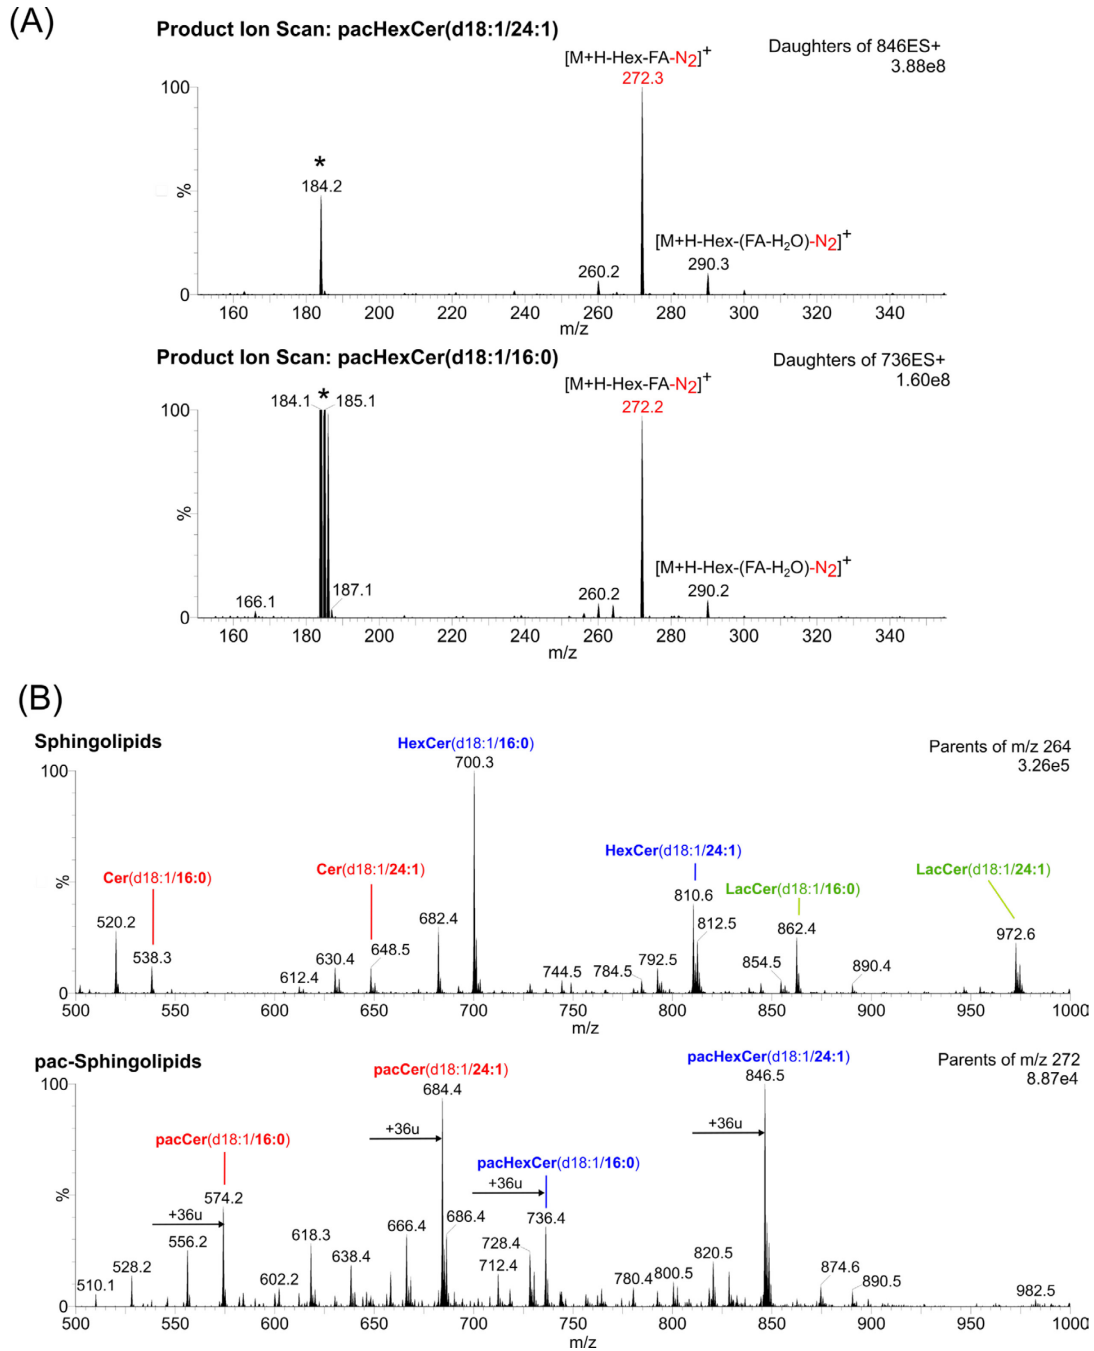 (A)
Product Ion Scan: pacHexCer(d18:1/24:1)
Daughters of 846ES+
3.88e8
[M+H-Hex-FA-N2]+
272.3
100
*
184.2
%
[M+H-Hex-(FA-H2O)-N2]+
260.2
290.3
0
160 180 200 220 240 260 280 300 320 340
m/z
Product Ion Scan: pacHexCer(d18:1/16:0)
Daughters of 736ES+
1.60e8
[M+H-Hex-FA-N2]+
272.2
100
184.1 * 185.1
%
[M+H-Hex-(FA-H2O)-N2]+
166.1
187.1
260.2
290.2
0
160 180 200 220 240 260 280 300 320 340
m/z
(B)
Sphingolipids
HexCer(d18:1/16:0)
700.3
Parents of m/z 264
3.26e5
100
Cer(d18:1/16:0)
Cer(d18:1/24:1)
HexCer(d18:1/24:1)
LacCer(d18:1/16:0)
LacCer(d18:1/24:1)
%
520.2
538.3
612.4
630.4
648.5
682.4
744.5
784.5
792.5
810.6
812.5
854.5
862.4
890.4
972.6
0
500 550 600 650 700 750 800 850 900 950 1000
m/z
pac-Sphingolipids
pacCer(d18:1/24:1)
684.4
pacHexCer(d18:1/24:1)
846.5
Parents of m/z 272
8.87e4
100
+36u
+36u
pacCer(d18:1/16:0)
574.2
pacHexCer(d18:1/16:0)
+36u
736.4
+36u
%
510.1
528.2
556.2
602.2
618.3
638.4
666.4
686.4
712.4
728.4
780.4
800.5
820.5
874.6
890.5
982.5
0
500 550 600 650 700 750 800 850 900 950 1000
m/z